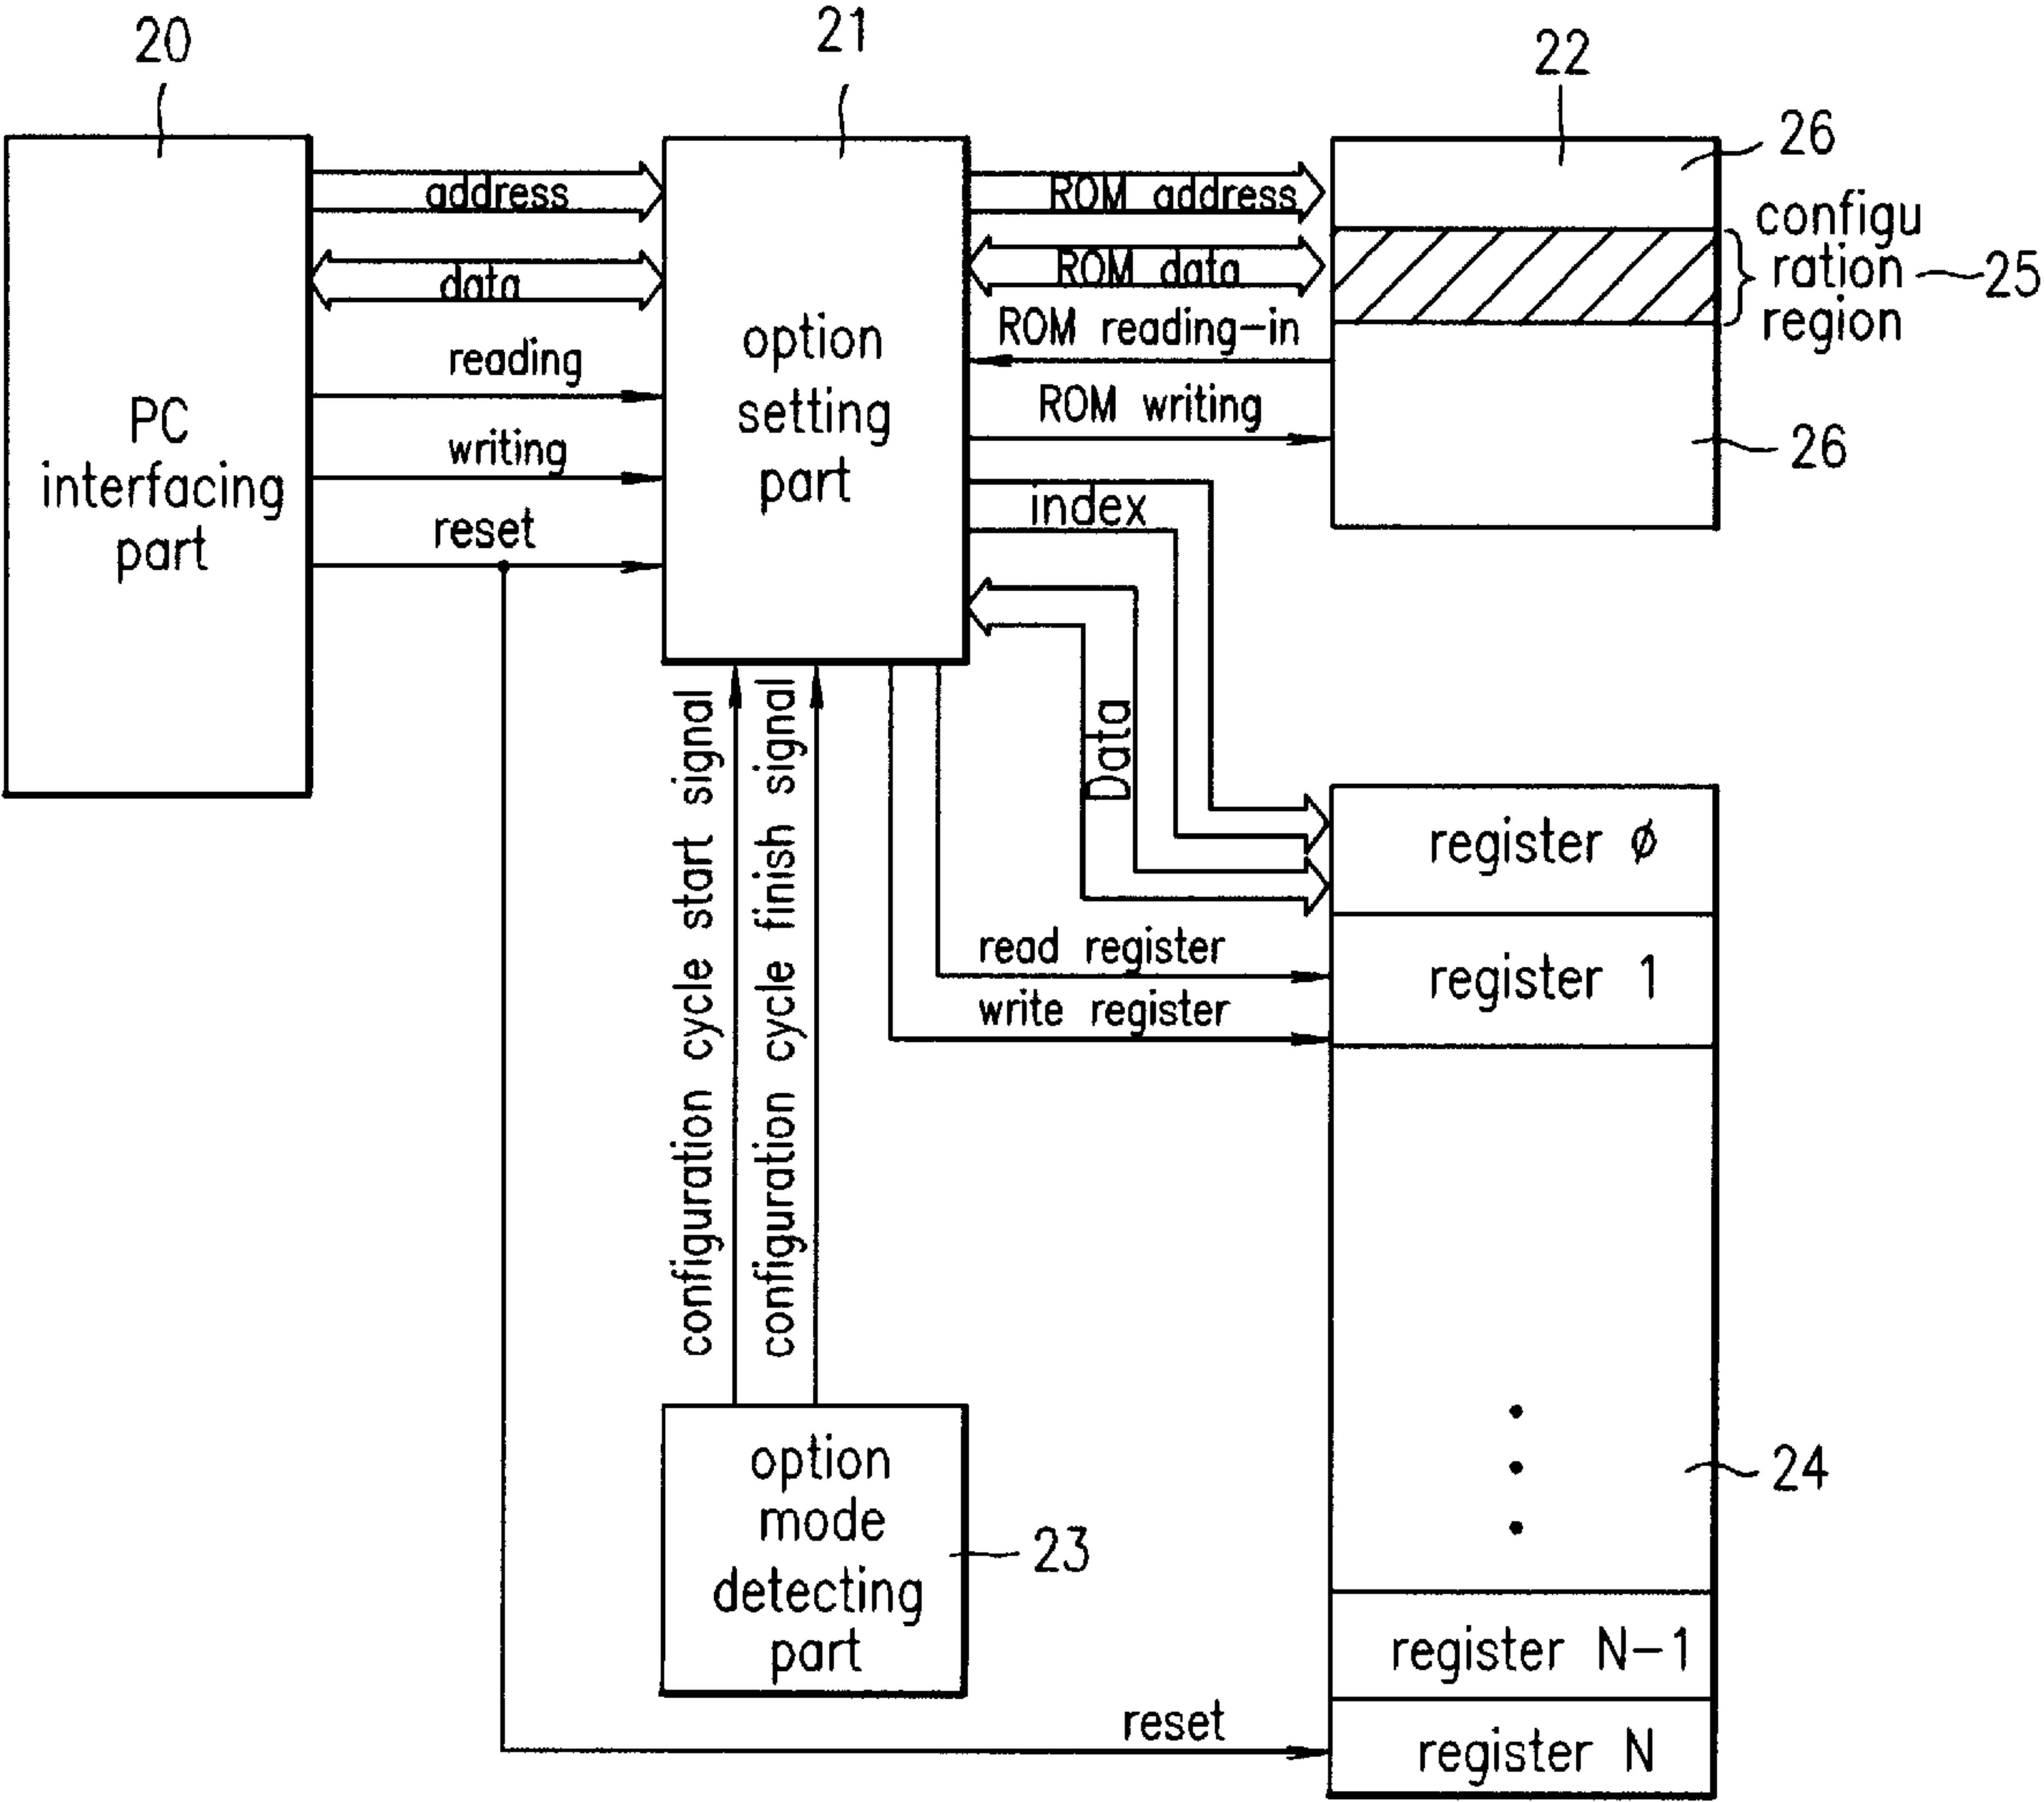 20
21
22
26
address
ROM address
configu
ration
region
25
data
ROM data
reading
ROM reading-in
writing
ROM writing
26
reset
index
PC
interfacing
part
option
setting
part
configuration cycle start signal
configuration cycle finish signal
Data
register ϕ
read register
register 1
write register
24
option
mode
detecting
part
23
register N-1
reset
register N